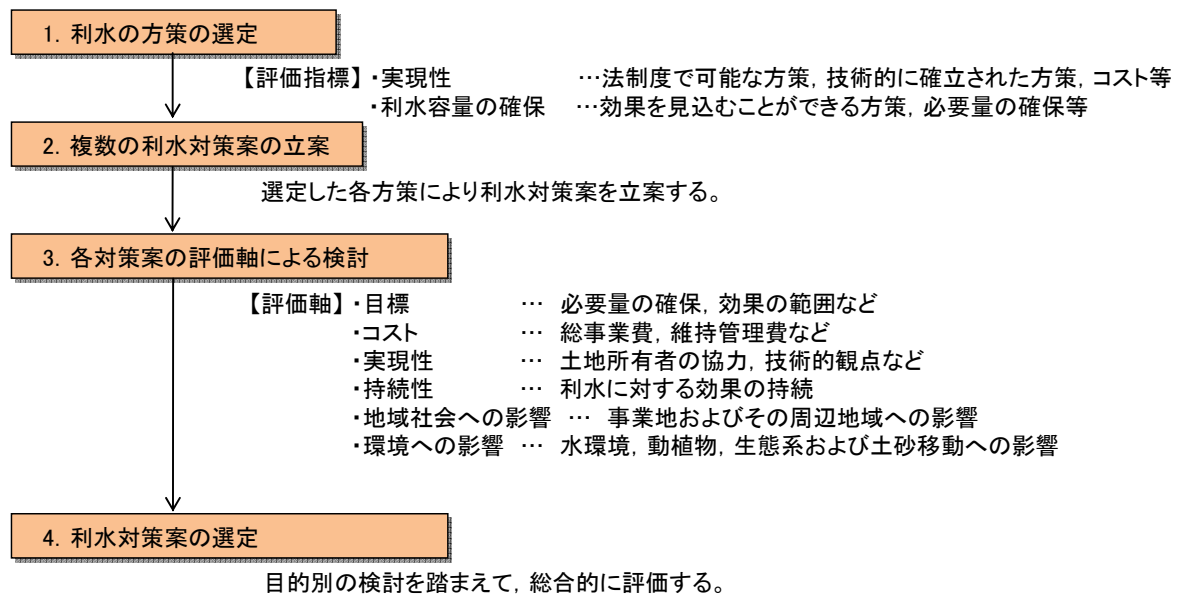 1. 利水の方策の選定
【評価指標】・実現性 …法制度で可能な方策, 技術的に確立された方策, コスト等
・利水容量の確保 …効果を見込むことができる方策, 必要量の確保等
2. 複数の利水対策案の立案
選定した各方策により利水対策案を立案する。
3. 各対策案の評価軸による検討
【評価軸】・目標 … 必要量の確保, 効果の範囲など
・コスト … 総事業費, 維持管理費など
・実現性 … 土地所有者の協力, 技術的観点など
・持続性 … 利水に対する効果の持続
・地域社会への影響 … 事業地およびその周辺地域への影響
・環境への影響 … 水環境, 動植物, 生態系および土砂移動への影響
4. 利水対策案の選定
目的別の検討を踏まえて, 総合的に評価する。